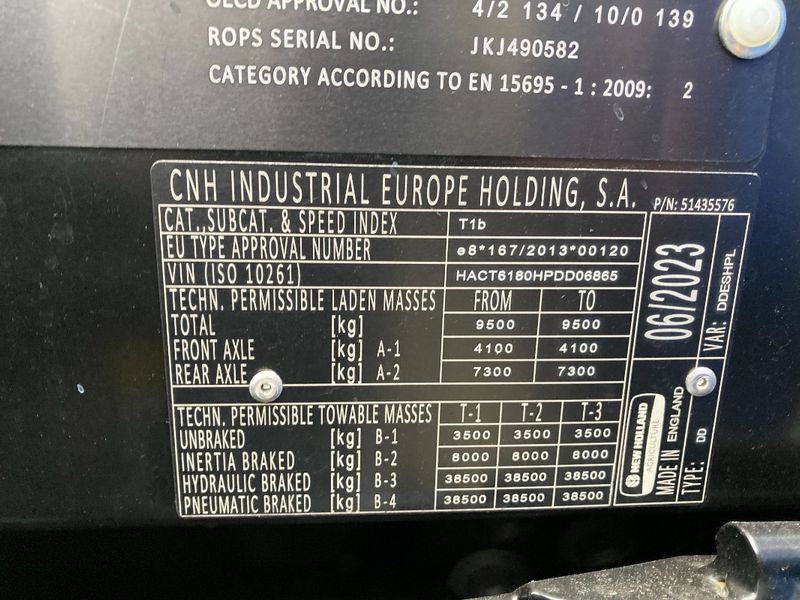 OECD APPROVAL NO.: 4/2 134 / 10/0 139
ROPS SERIAL NO.: JKJ490582
CATEGORY ACCORDING TO EN 15695 - 1 : 2009: 2
CNH INDUSTRIAL EUROPE HOLDING, S.A. P/N: 51435576
CAT.,SUBCAT. & SPEED INDEX T1b
EU TYPE APPROVAL NUMBER e8*167/2013*00120
VIN (ISO 10261) HACT6180HPDD06865
TECHN. PERMISSIBLE LADEN MASSES FROM TO
TOTAL [kg] 9500 9500
FRONT AXLE [kg] A-1 4100 4100
REAR AXLE [kg] A-2 7300 7300
TECHN. PERMISSIBLE TOWABLE MASSES T-1 T-2 T-3
UNBRAKED [kg] B-1 3500 3500 3500
INERTIA BRAKED [kg] B-2 8000 8000 8000
HYDRAULIC BRAKED [kg] B-3 38500 38500 38500
PNEUMATIC BRAKED [kg] B-4 38500 38500 38500
06/2023
VAR: DDESHPL
NEW HOLLAND
AGRICULTURE
MADE IN ENGLAND
TYPE: DD